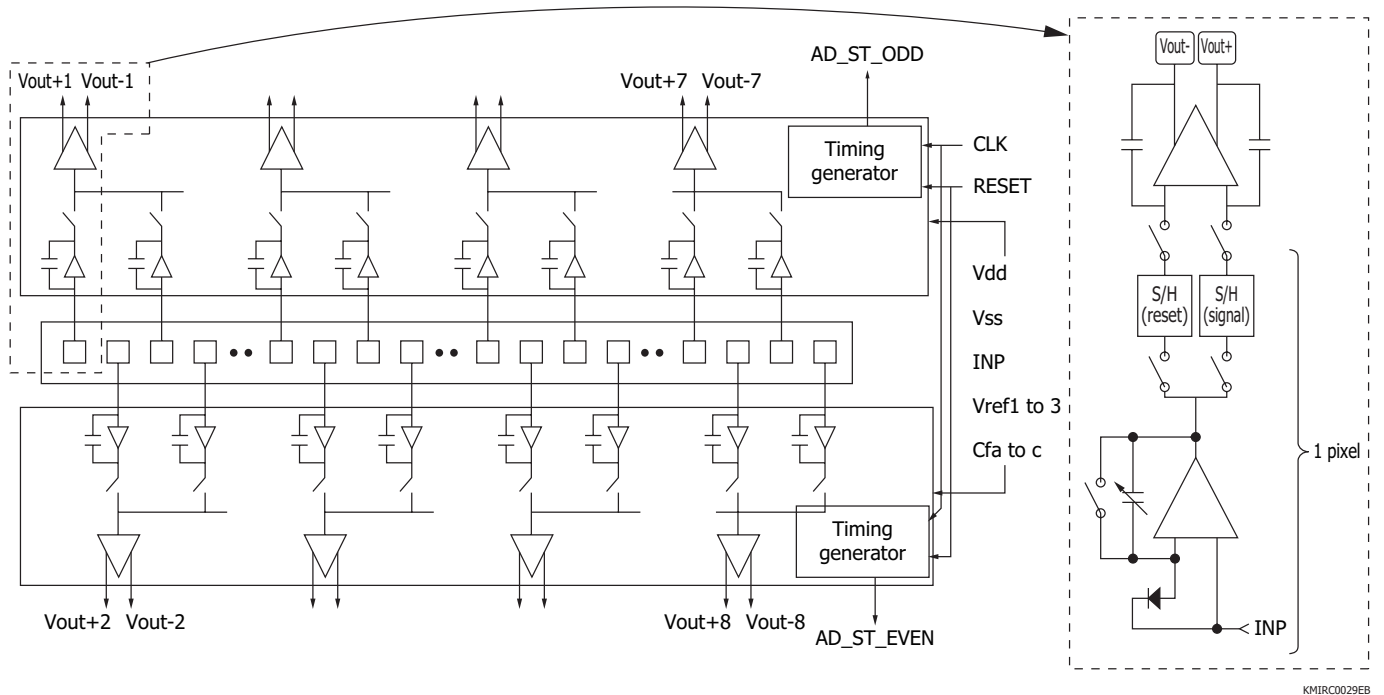 Vout+1 Vout-1
Vout+7 Vout-7
AD_ST_ODD
Timing
generator
CLK
RESET
Vdd
Vss
INP
Vref1 to 3
Cfa to c
Timing
generator
Vout+2 Vout-2
Vout+8 Vout-8
AD_ST_EVEN
Vout- Vout+
S/H
(reset)
S/H
(signal)
1 pixel
INP
KMIRC0029EB